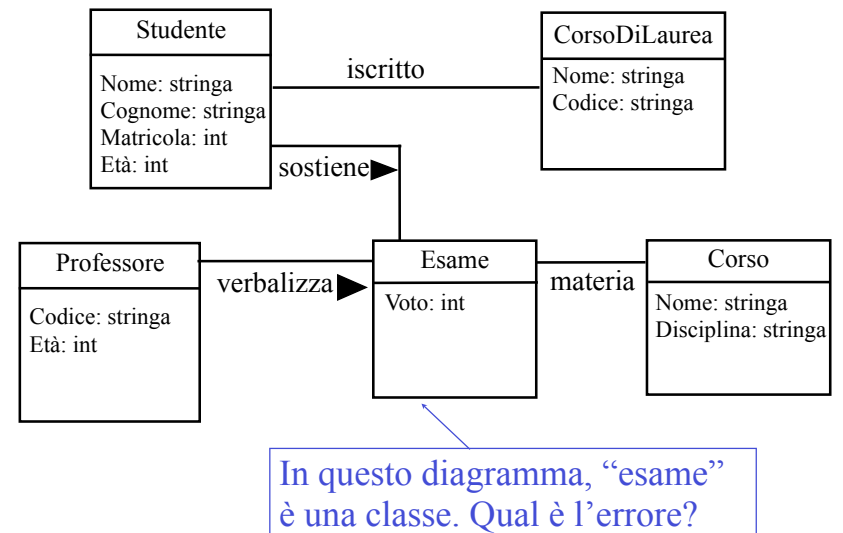 Studente
Nome: stringa
Cognome: stringa
Matricola: int
Età: int
iscritto
CorsoDiLaurea
Nome: stringa
Codice: stringa
sostiene
Professore
Codice: stringa
Età: int
verbalizza
Esame
Voto: int
materia
Corso
Nome: stringa
Disciplina: stringa
In questo diagramma, “esame”
è una classe. Qual è l’errore?